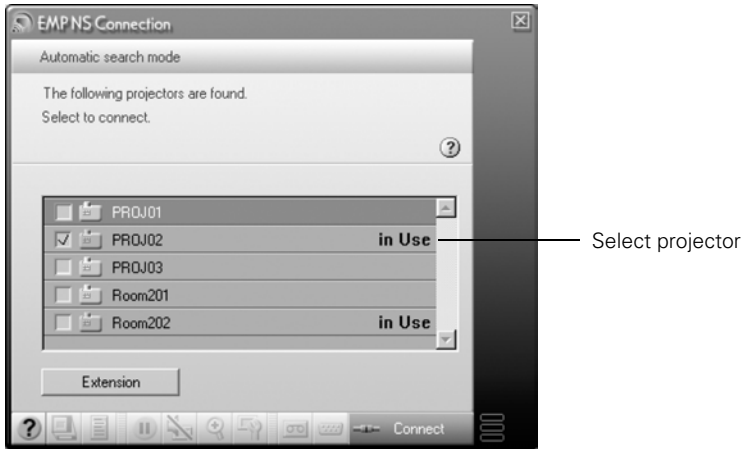 EMP NS Connection
Automatic search mode
The following projectors are found.
Select to connect.
?
PROJ01
PROJ02 in Use
Select projector
PROJ03
Room201
Room202 in Use
Extension
? Connect